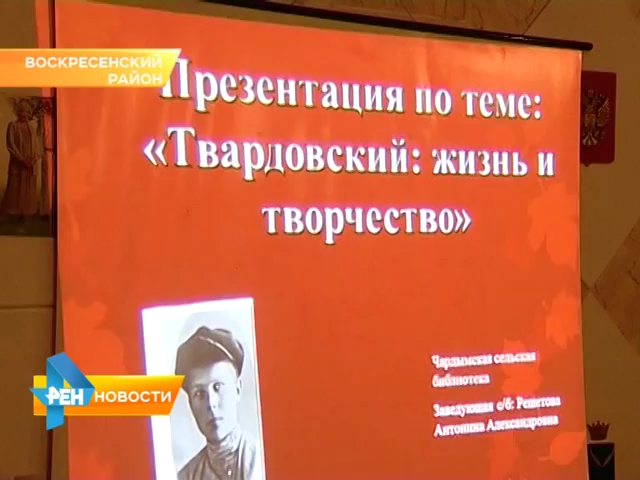 ВОСКРЕСЕНСКИЙ
РАЙОН
Презентация по теме:
«Твардовский: жизнь и
творчество»
Чардымская сельская
библиотека
Заведующая с/б: Решетова
Антонина Александровна
РЕН НОВОСТИ